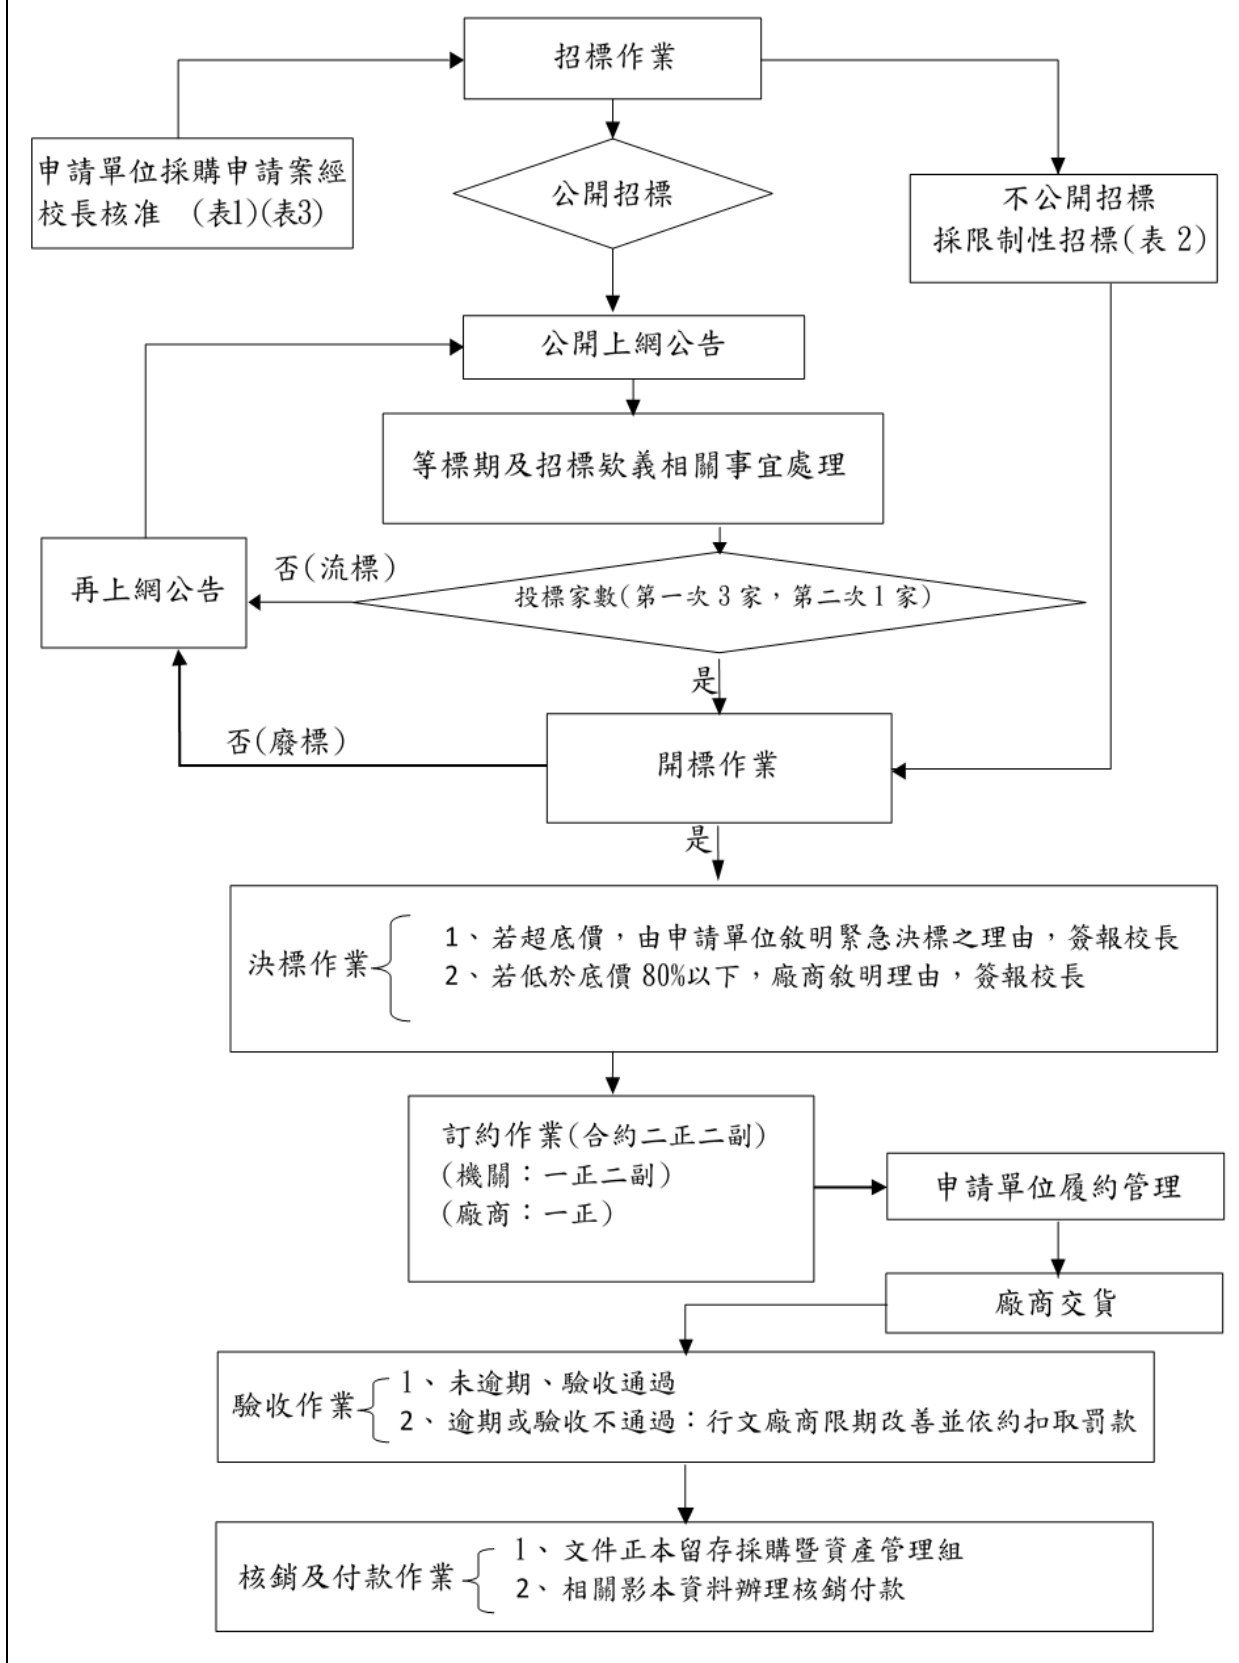 招標作業
申請單位採購申請案經
校長核准 (表1)(表3)
公開招標
不公開招標
採限制性招標(表 2)
公開上網公告
等標期及招標欵義相關事宜處理
再上網公告
否(流標)
投標家數(第一次 3 家，第二次 1 家)
是
否(廢標)
開標作業
是
決標作業
1、若超底價，由申請單位敘明緊急決標之理由，簽報校長
2、若低於底價 80%以下，廠商敘明理由，簽報校長
訂約作業(合約二正二副)
(機關：一正二副)
(廠商：一正)
申請單位履約管理
廠商交貨
驗收作業
1、未逾期、驗收通過
2、逾期或驗收不通過：行文廠商限期改善並依約扣取罰款
核銷及付款作業
1、文件正本留存採購暨資產管理組
2、相關影本資料辦理核銷付款